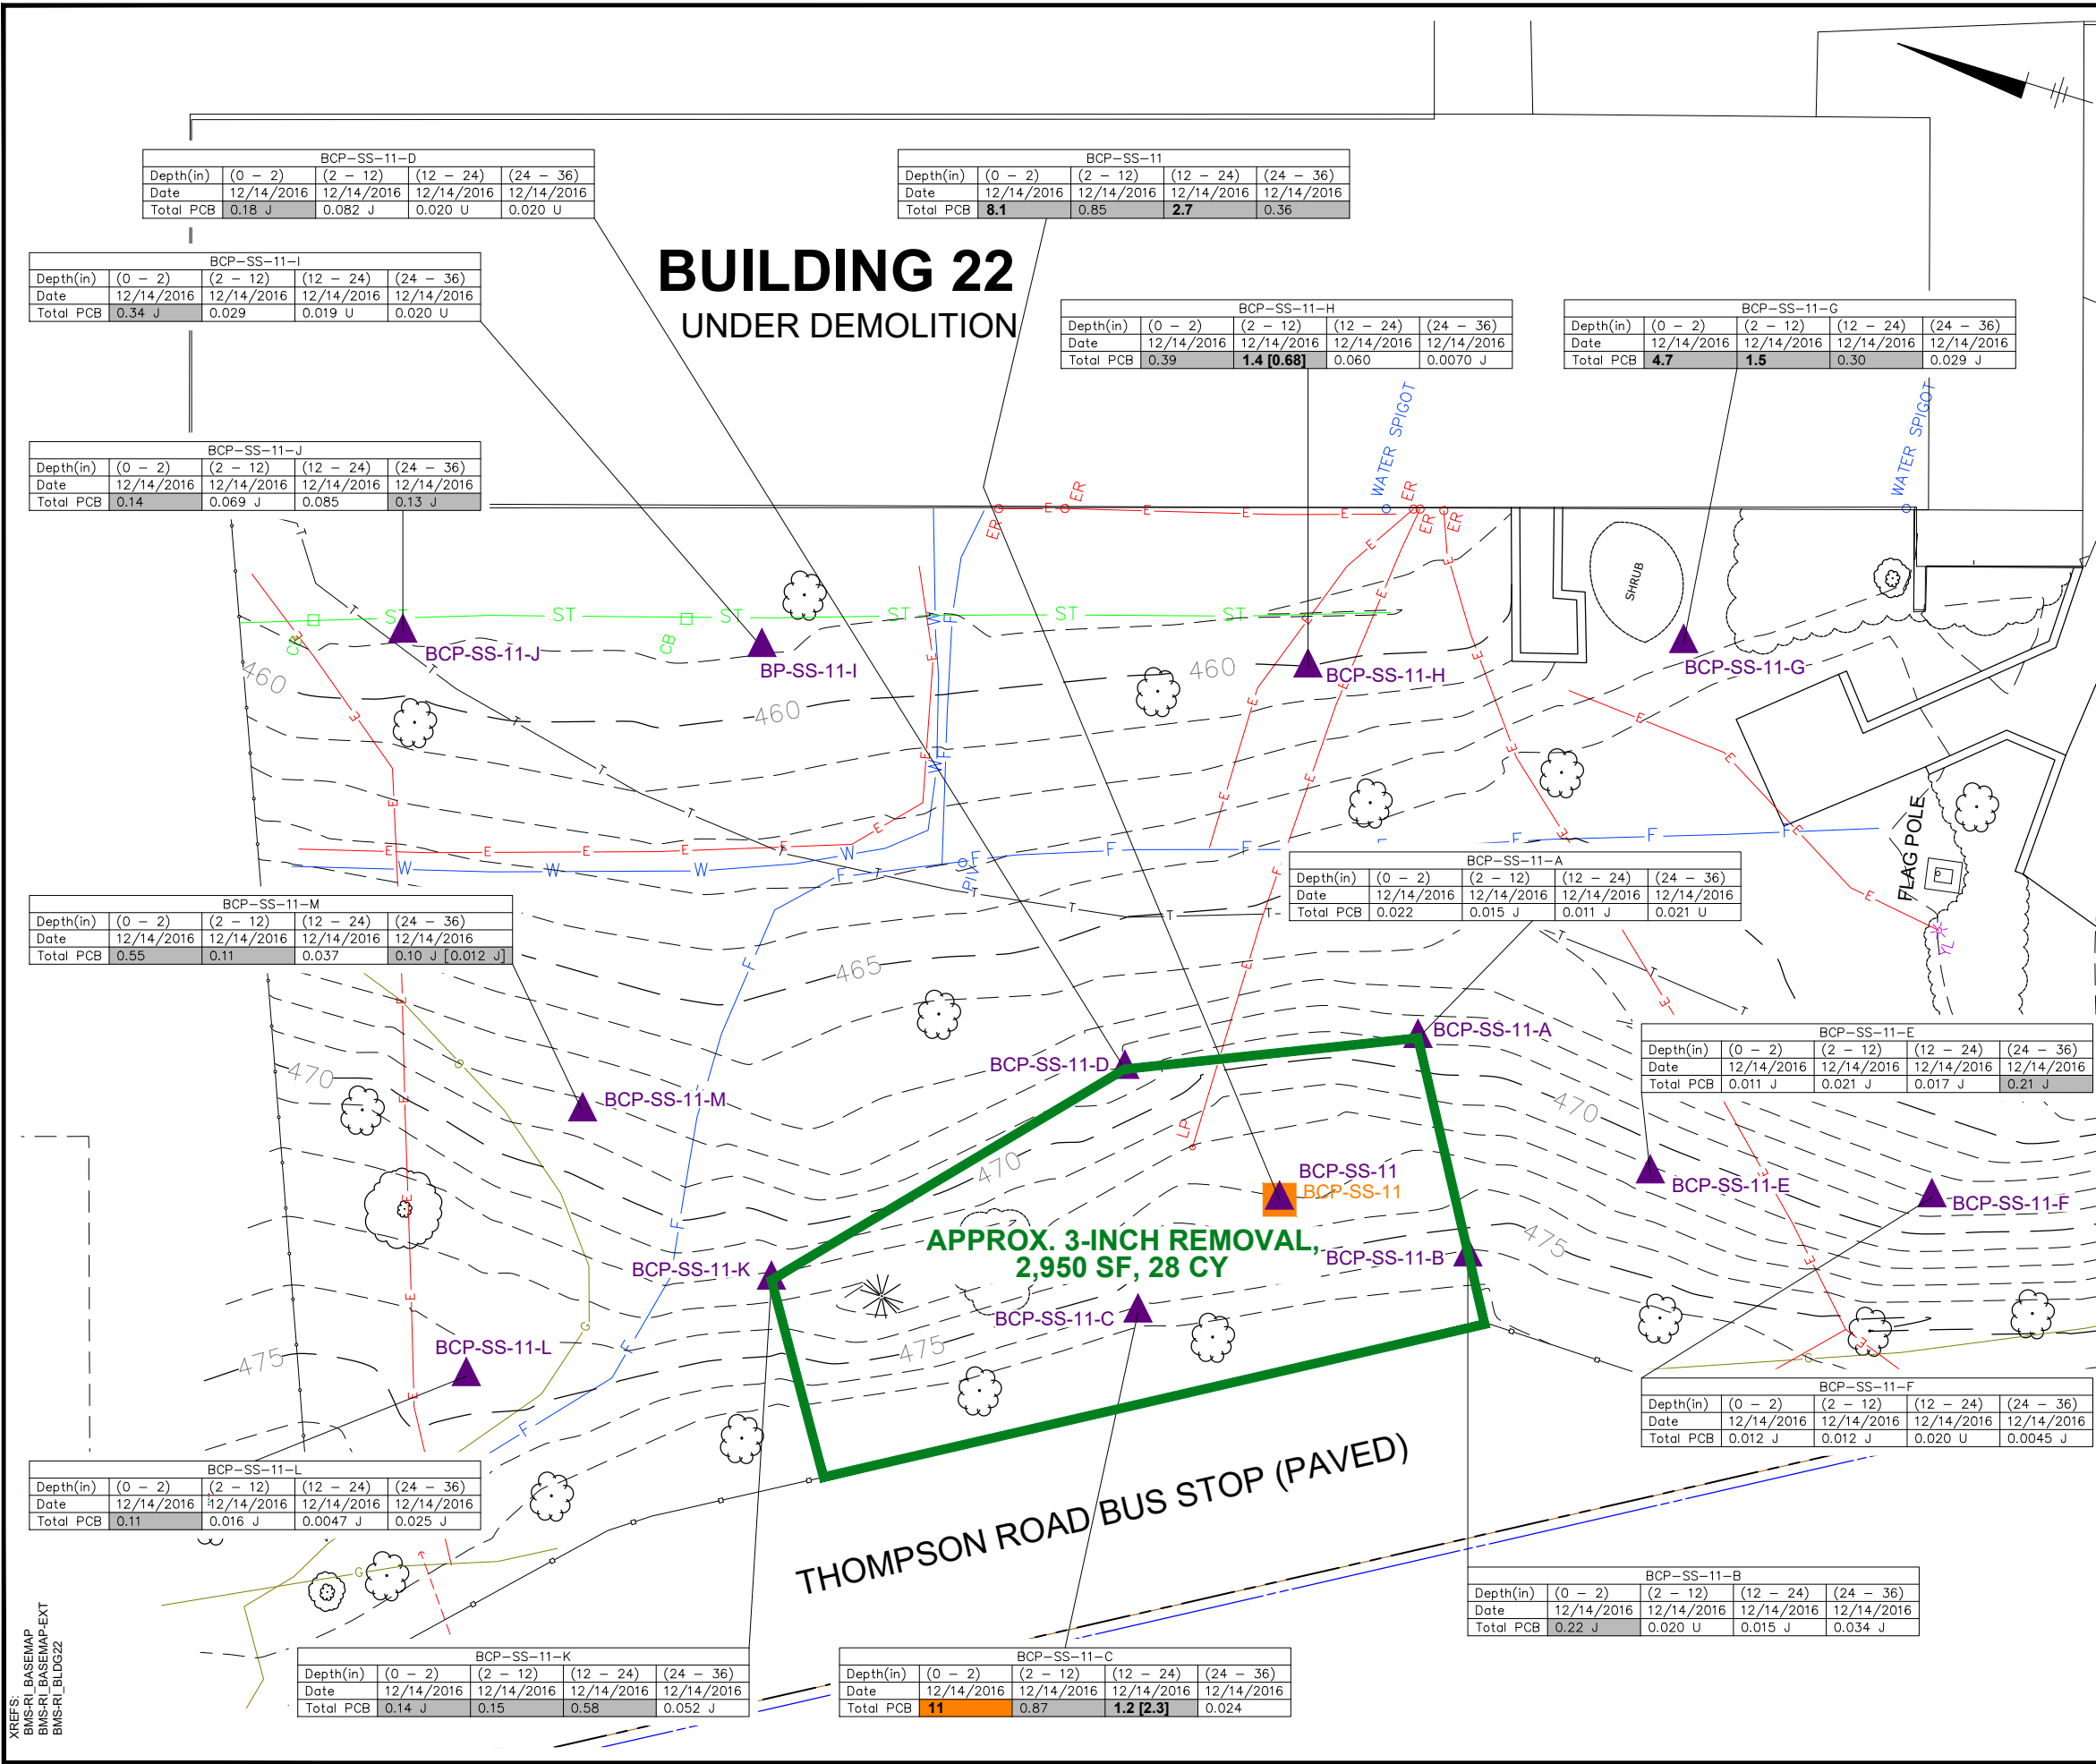 BCP-SS-11-D
Depth(in) (0 - 2) (2 - 12) (12 - 24) (24 - 36)
Date 12/14/2016 12/14/2016 12/14/2016 12/14/2016
Total PCB 0.18 J 0.082 J 0.020 U 0.020 U
BCP-SS-11
Depth(in) (0 - 2) (2 - 12) (12 - 24) (24 - 36)
Date 12/14/2016 12/14/2016 12/14/2016 12/14/2016
Total PCB 8.1 0.85 2.7 0.36
BCP-SS-11-I
Depth(in) (0 - 2) (2 - 12) (12 - 24) (24 - 36)
Date 12/14/2016 12/14/2016 12/14/2016 12/14/2016
Total PCB 0.34 J 0.029 0.019 U 0.020 U
BUILDING 22
UNDER DEMOLITION
BCP-SS-11-H
Depth(in) (0 - 2) (2 - 12) (12 - 24) (24 - 36)
Date 12/14/2016 12/14/2016 12/14/2016 12/14/2016
Total PCB 0.39 1.4 [0.68] 0.060 0.0070 J
BCP-SS-11-G
Depth(in) (0 - 2) (2 - 12) (12 - 24) (24 - 36)
Date 12/14/2016 12/14/2016 12/14/2016 12/14/2016
Total PCB 4.7 1.5 0.30 0.029 J
BCP-SS-11-J
Depth(in) (0 - 2) (2 - 12) (12 - 24) (24 - 36)
Date 12/14/2016 12/14/2016 12/14/2016 12/14/2016
Total PCB 0.14 0.069 J 0.085 0.13 J
WATER SPIGOT
WATER SPIGOT
ER
ER
ER
ER
ER
SHRUB
ST ST ST ST ST ST
CB
CB
BCP-SS-11-J
BP-SS-11-I
BCP-SS-11-H
BCP-SS-11-G
460
460
460
FLAG POLE
PIV
YL
BCP-SS-11-A
Depth(in) (0 - 2) (2 - 12) (12 - 24) (24 - 36)
Date 12/14/2016 12/14/2016 12/14/2016 12/14/2016
Total PCB 0.022 0.015 J 0.011 J 0.021 U
BCP-SS-11-M
Depth(in) (0 - 2) (2 - 12) (12 - 24) (24 - 36)
Date 12/14/2016 12/14/2016 12/14/2016 12/14/2016
Total PCB 0.55 0.11 0.037 0.10 J [0.012 J]
465
BCP-SS-11-A
BCP-SS-11-D
BCP-SS-11-E
Depth(in) (0 - 2) (2 - 12) (12 - 24) (24 - 36)
Date 12/14/2016 12/14/2016 12/14/2016 12/14/2016
Total PCB 0.011 J 0.021 J 0.017 J 0.21 J
470
BCP-SS-11-M
470
LP
470
BCP-SS-11
BCP-SS-11
BCP-SS-11-E
BCP-SS-11-F
APPROX. 3-INCH REMOVAL,
2,950 SF, 28 CY
475
BCP-SS-11-B
BCP-SS-11-K
BCP-SS-11-C
475
BCP-SS-11-L
475
BCP-SS-11-F
Depth(in) (0 - 2) (2 - 12) (12 - 24) (24 - 36)
Date 12/14/2016 12/14/2016 12/14/2016 12/14/2016
Total PCB 0.012 J 0.012 J 0.020 U 0.0045 J
BCP-SS-11-L
Depth(in) (0 - 2) (2 - 12) (12 - 24) (24 - 36)
Date 12/14/2016 12/14/2016 12/14/2016 12/14/2016
Total PCB 0.11 0.016 J 0.0047 J 0.025 J
THOMPSON ROAD BUS STOP (PAVED)
BCP-SS-11-B
Depth(in) (0 - 2) (2 - 12) (12 - 24) (24 - 36)
Date 12/14/2016 12/14/2016 12/14/2016 12/14/2016
Total PCB 0.22 J 0.020 U 0.015 J 0.034 J
BCP-SS-11-K
Depth(in) (0 - 2) (2 - 12) (12 - 24) (24 - 36)
Date 12/14/2016 12/14/2016 12/14/2016 12/14/2016
Total PCB 0.14 J 0.15 0.58 0.052 J
BCP-SS-11-C
Depth(in) (0 - 2) (2 - 12) (12 - 24) (24 - 36)
Date 12/14/2016 12/14/2016 12/14/2016 12/14/2016
Total PCB 11 0.87 1.2 [2.3] 0.024
XREFS:
BMS-RI_BASEMAP
BMS-RI_BASEMAP-EXT
BMS-RI_BLDG22